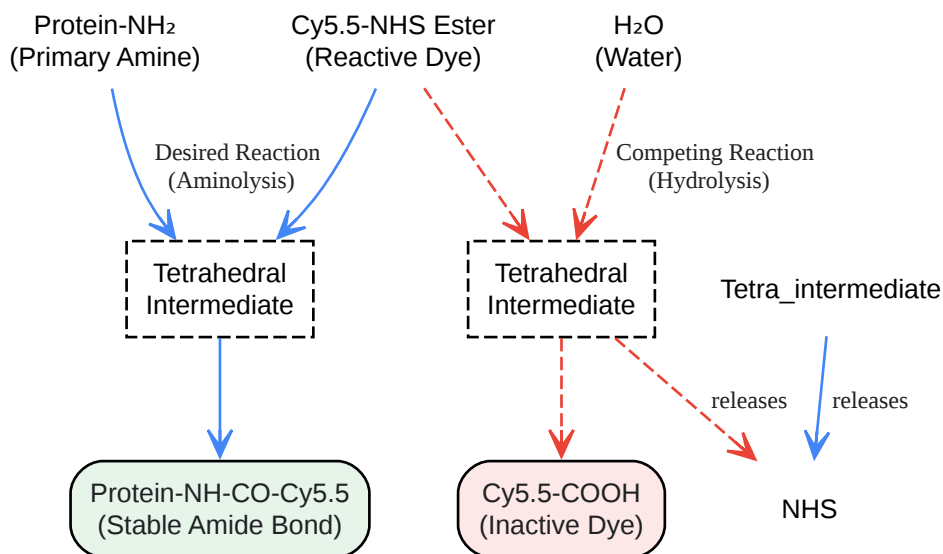 Protein-NH₂
(Primary Amine)
Cy5.5-NHS Ester
(Reactive Dye)
H₂O
(Water)
Desired Reaction
(Aminolysis)
Competing Reaction
(Hydrolysis)
Tetrahedral
Intermediate
Tetrahedral
Intermediate
Tetra_intermediate
releases
releases
Protein-NH-CO-Cy5.5
(Stable Amide Bond)
Cy5.5-COOH
(Inactive Dye)
NHS